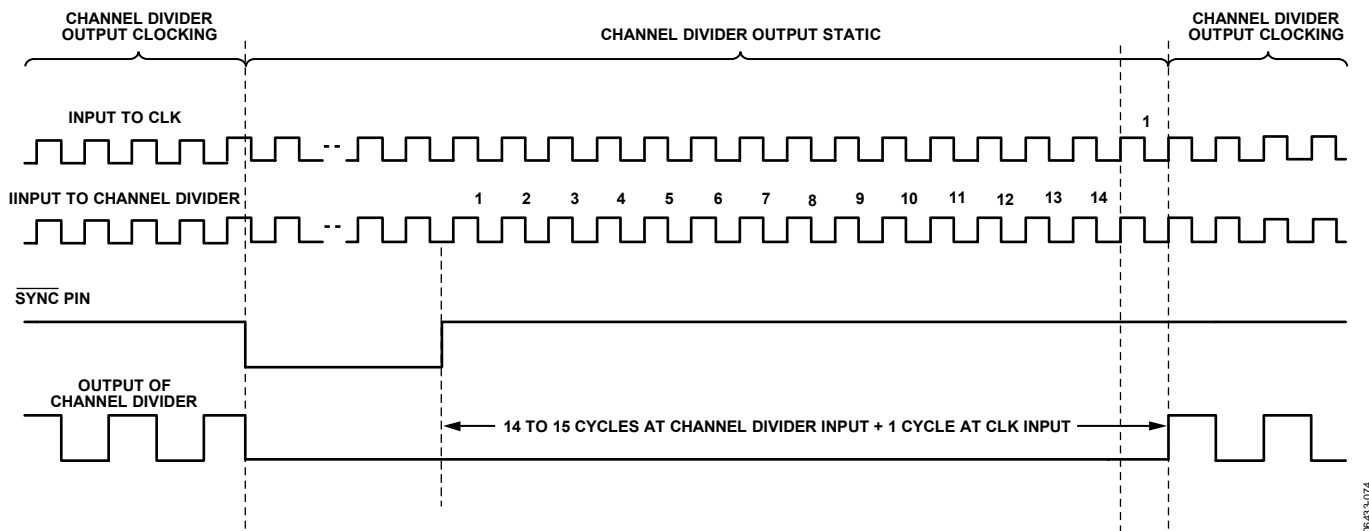 CHANNEL DIVIDER
OUTPUT CLOCKING
CHANNEL DIVIDER OUTPUT STATIC
CHANNEL DIVIDER
OUTPUT CLOCKING
INPUT TO CLK
1
IINPUT TO CHANNEL DIVIDER
1 2 3 4 5 6 7 8 9 10 11 12 13 14
SYNC PIN
OUTPUT OF
CHANNEL DIVIDER
14 TO 15 CYCLES AT CHANNEL DIVIDER INPUT + 1 CYCLE AT CLK INPUT